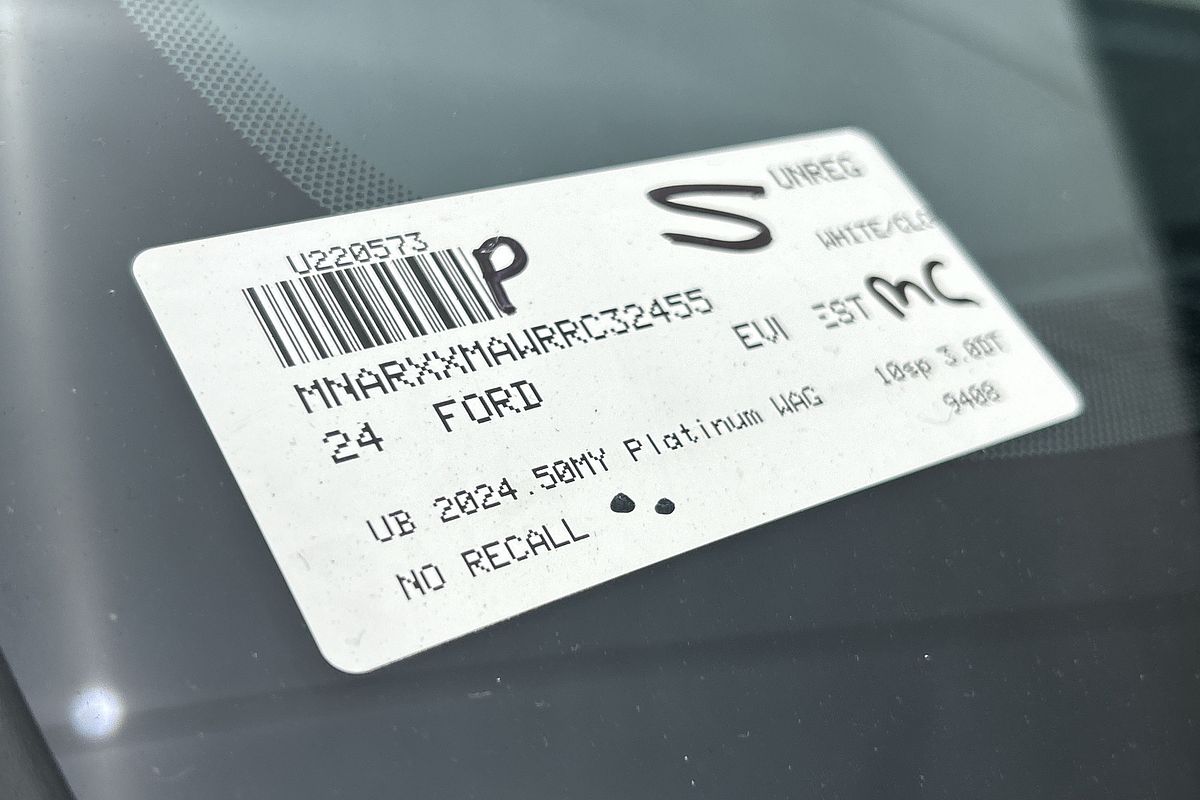 U220573 P S UNREG
WHITE/CLO
MNARXXMAWRRC32455 EVI EST MC
24 FORD 10sp 3.0DT
UB 2024.50MY Platinum WAG 9408
NO RECALL